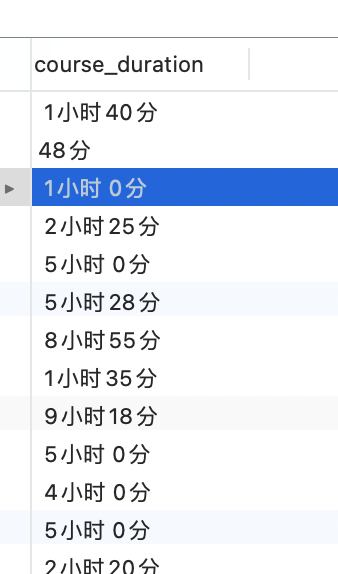 course_duration
1小时40分
48分
1小时 0分
2小时25分
5小时 0分
5小时28分
8小时55分
1小时35分
9小时18分
5小时 0分
4小时 0分
5小时 0分
2小时20分